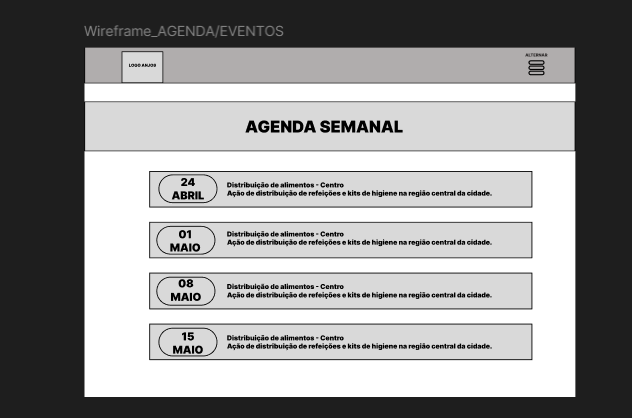 Wireframe_AGENDA/EVENTOS
LOGO ANJOS
ALTERNAR
AGENDA SEMANAL
24
ABRIL
Distribuição de alimentos - Centro
Ação de distribuição de refeições e kits de higiene na região central da cidade.
01
MAIO
Distribuição de alimentos - Centro
Ação de distribuição de refeições e kits de higiene na região central da cidade.
08
MAIO
Distribuição de alimentos - Centro
Ação de distribuição de refeições e kits de higiene na região central da cidade.
15
MAIO
Distribuição de alimentos - Centro
Ação de distribuição de refeições e kits de higiene na região central da cidade.